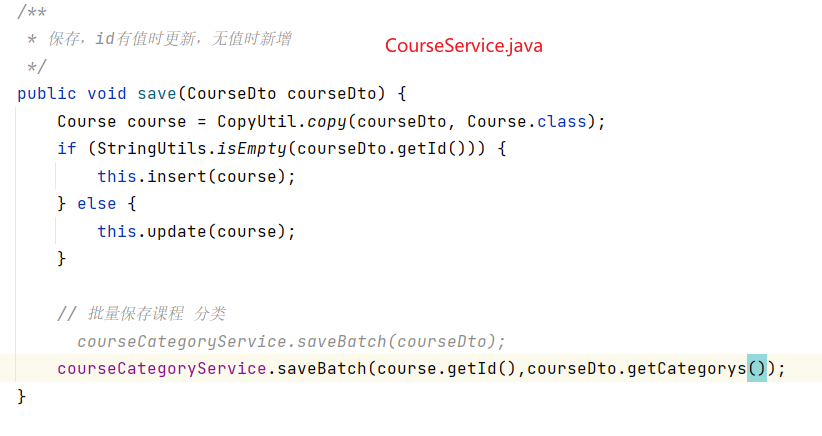 /**
 * 保存，id有值时更新，无值时新增
CourseService.java
 */
public void save(CourseDto courseDto) {
    Course course = CopyUtil.copy(courseDto, Course.class);
    if (StringUtils.isEmpty(courseDto.getId())) {
        this.insert(course);
    } else {
        this.update(course);
    }
    // 批量保存课程 分类
      courseCategoryService.saveBatch(courseDto);
    courseCategoryService.saveBatch(course.getId(),courseDto.getCategorys());
}